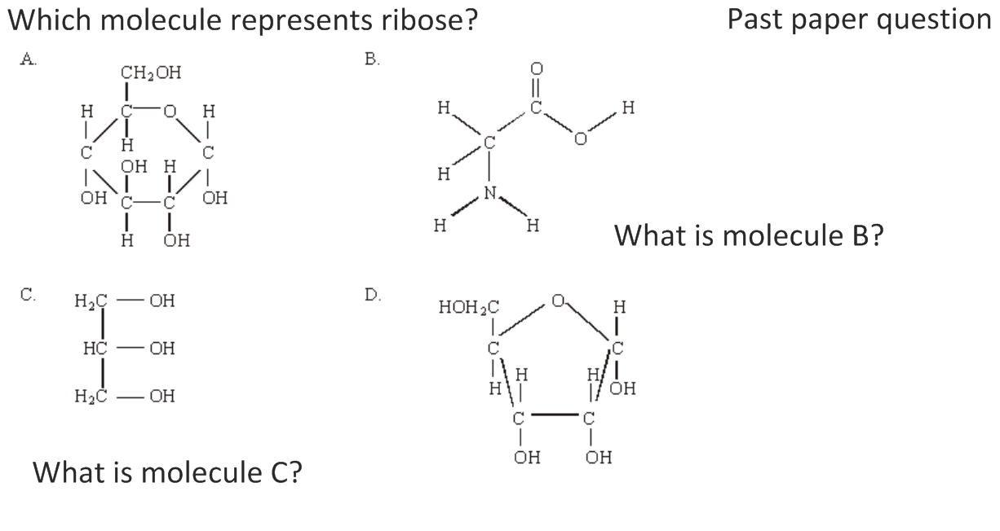 Which molecule represents ribose?
Past paper question
A.
CH₂OH
H C O H
C H C
OH H
OH C C OH
H OH
B.
O
H C H
C O
H
N
H H
What is molecule B?
C.
H₂C — OH
HC — OH
H₂C — OH
What is molecule C?
D.
HOH₂C O H
C C
H H H OH
C C
OH OH